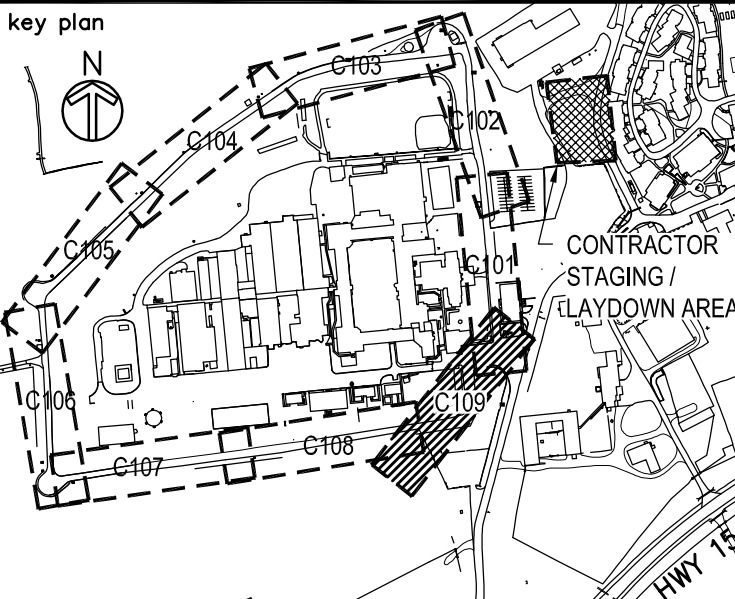 key plan
N
C103
C102
C104
C105
C101
CONTRACTOR
STAGING /
LAYDOWN AREA
C106
C109
C108
C107
HWY 15